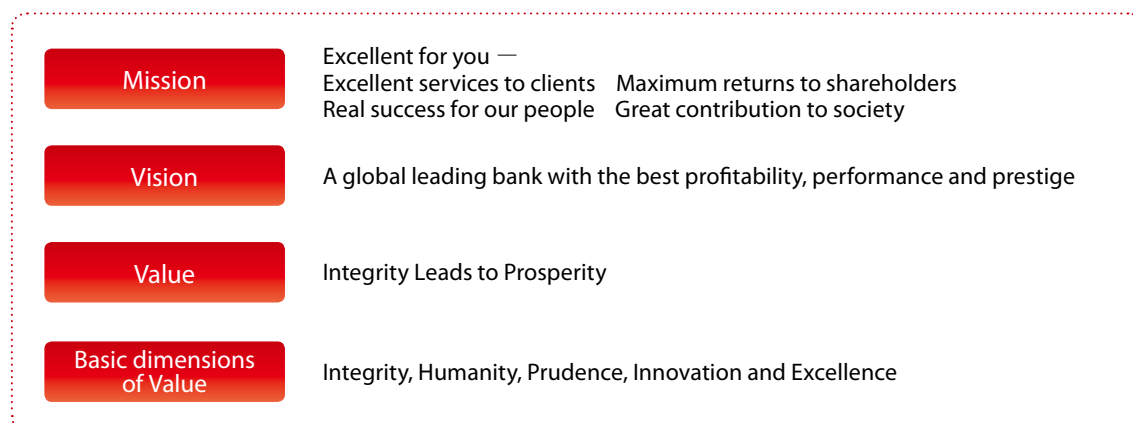 Mission
Excellent for you —
Excellent services to clients Maximum returns to shareholders
Real success for our people Great contribution to society
Vision
A global leading bank with the best profitability, performance and prestige
Value
Integrity Leads to Prosperity
Basic dimensions
of Value
Integrity, Humanity, Prudence, Innovation and Excellence